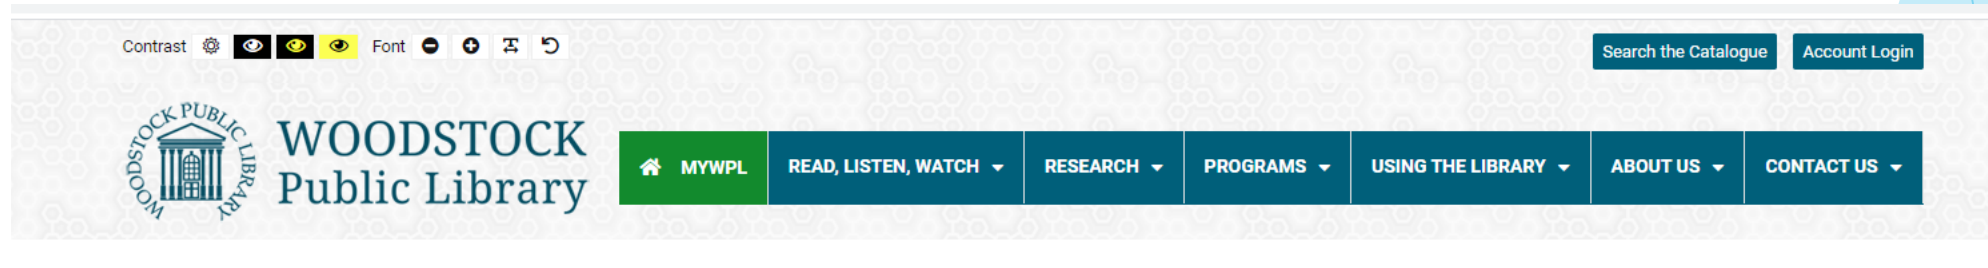 Contrast Font
Search the Catalogue Account Login
WOODSTOCK PUBLIC LIBRARY
WOODSTOCK
Public Library
MYWPL READ, LISTEN, WATCH RESEARCH PROGRAMS USING THE LIBRARY ABOUT US CONTACT US